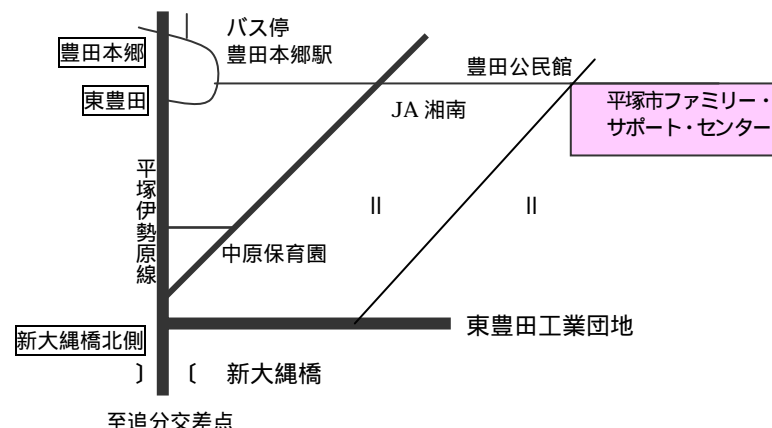 バス停
豊田本郷駅
豊田本郷
豊田公民館
東豊田
平塚市ファミリー・
サポート・センター
JA 湘南
平塚伊勢原線
中原保育園
東豊田工業団地
新大縄橋北側
新大縄橋
至追分交差点